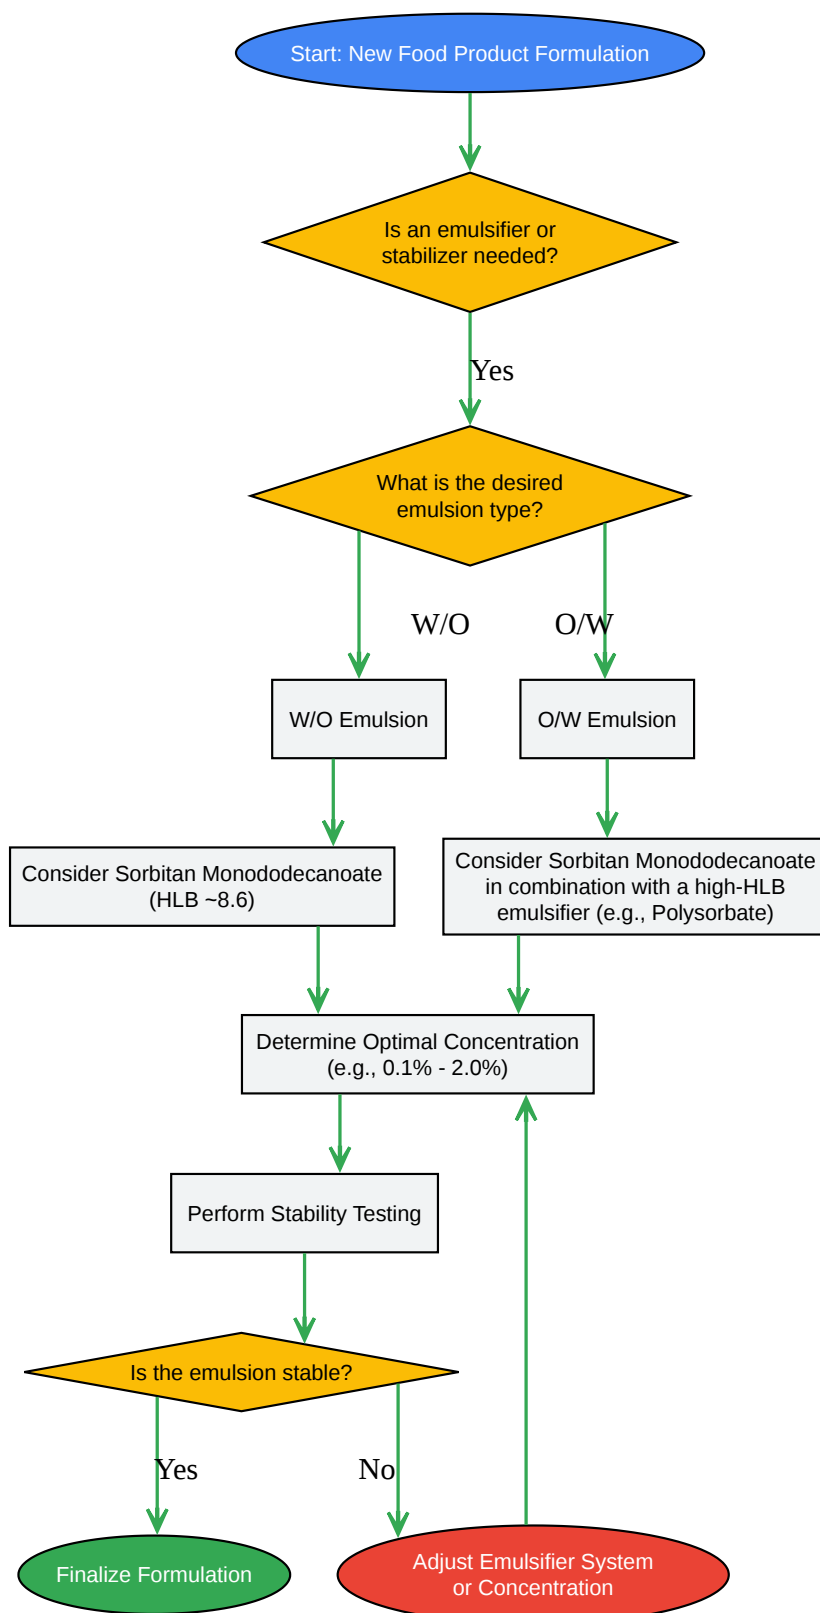 Start: New Food Product Formulation
Is an emulsifier or
stabilizer needed?
Yes
What is the desired
emulsion type?
W/O
O/W
W/O Emulsion
O/W Emulsion
Consider Sorbitan Monododecanoate
(HLB ~8.6)
Consider Sorbitan Monododecanoate
in combination with a high-HLB
emulsifier (e.g., Polysorbate)
Determine Optimal Concentration
(e.g., 0.1% - 2.0%)
Perform Stability Testing
Is the emulsion stable?
Yes
No
Finalize Formulation
Adjust Emulsifier System
or Concentration